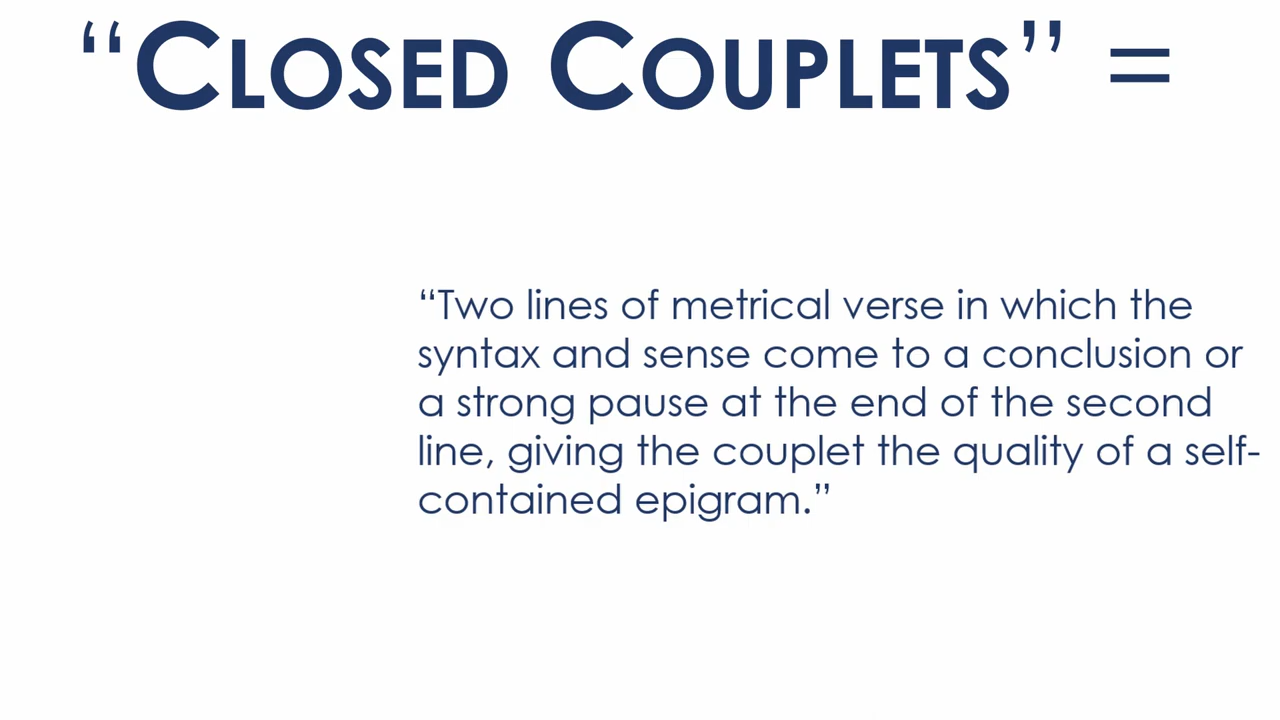 “CLOSED COUPLETS” =
“Two lines of metrical verse in which the
syntax and sense come to a conclusion or
a strong pause at the end of the second
line, giving the couplet the quality of a self-
contained epigram.”